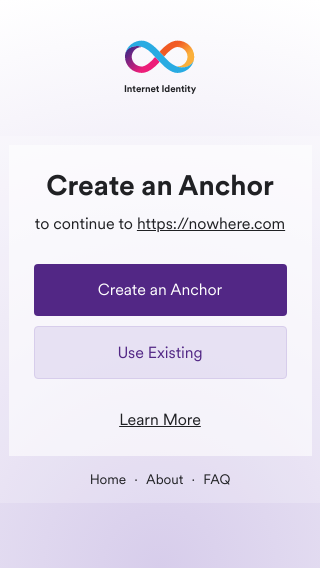 Internet Identity
Create an Anchor
to continue to https://nowhere.com
Create an Anchor
Use Existing
Learn More
Home · About · FAQ